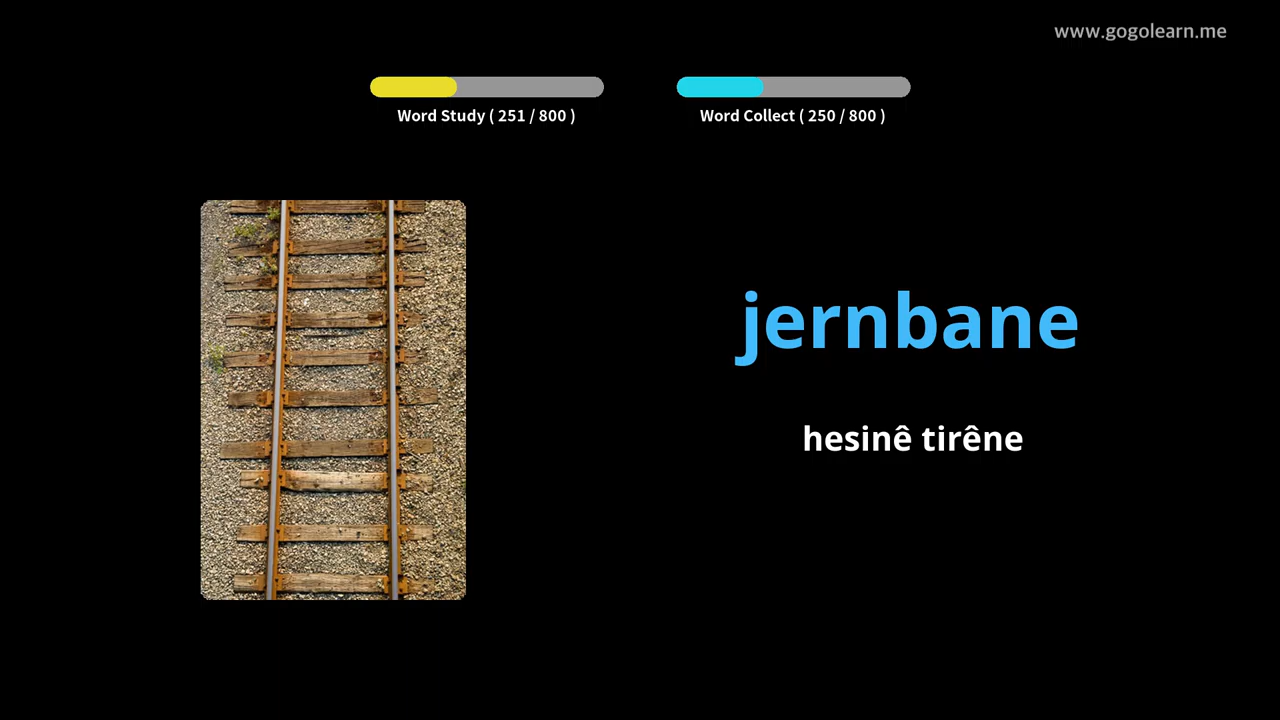 www.gogolearn.me
Word Study ( 251 / 800 )
Word Collect ( 250 / 800 )
jernbane
hesinê tirêne